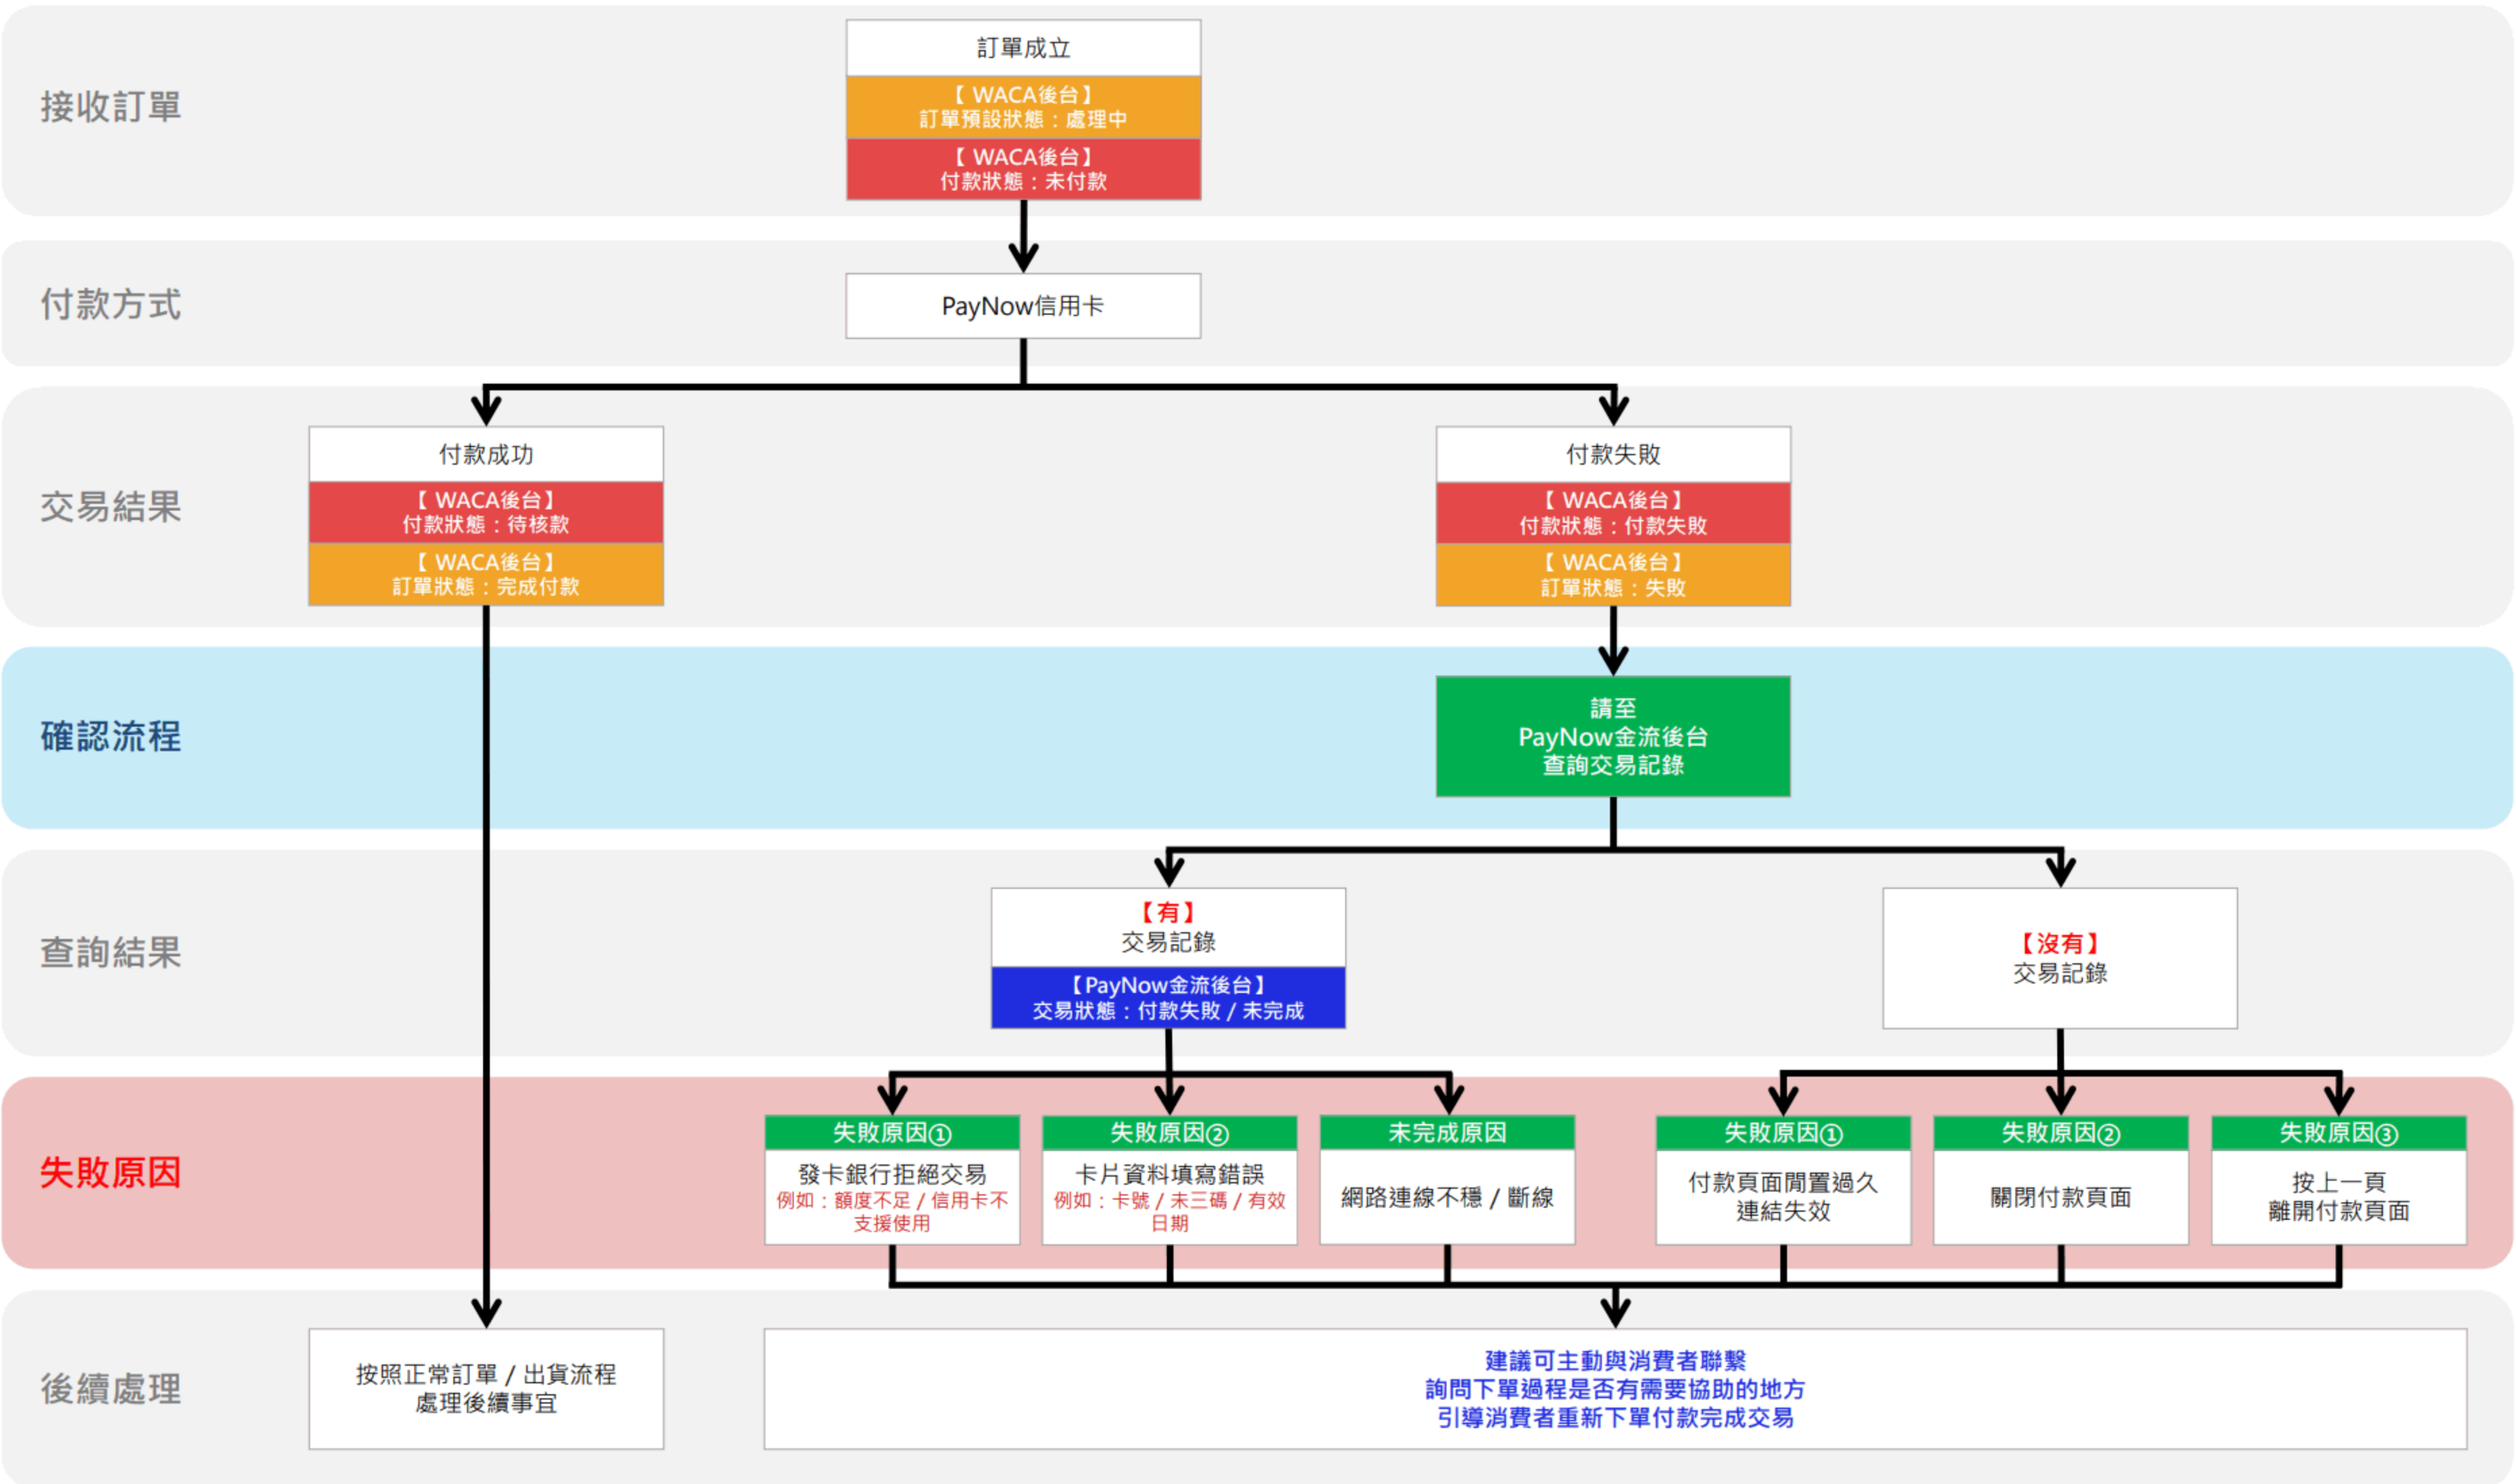 接收訂單
訂單成立
【 WACA後台】
訂單預設狀態：處理中
【 WACA後台】
付款狀態：未付款
付款方式
PayNow信用卡
交易結果
付款成功
【 WACA後台】
付款狀態：待核款
【 WACA後台】
訂單狀態：完成付款
付款失敗
【 WACA後台】
付款狀態：付款失敗
【 WACA後台】
訂單狀態：失敗
確認流程
請至
PayNow金流後台
查詢交易記錄
查詢結果
【有】
交易記錄
【PayNow金流後台】
交易狀態：付款失敗 / 未完成
【沒有】
交易記錄
失敗原因
失敗原因①
發卡銀行拒絕交易
例如：額度不足 / 信用卡不
支援使用
失敗原因②
卡片資料填寫錯誤
例如：卡號 / 未三碼 / 有效
日期
未完成原因
網路連線不穩 / 斷線
失敗原因①
付款頁面閒置過久
連結失效
失敗原因②
關閉付款頁面
失敗原因③
按上一頁
離開付款頁面
後續處理
按照正常訂單 / 出貨流程
處理後續事宜
建議可主動與消費者聯繫
詢問下單過程是否有需要協助的地方
引導消費者重新下單付款完成交易